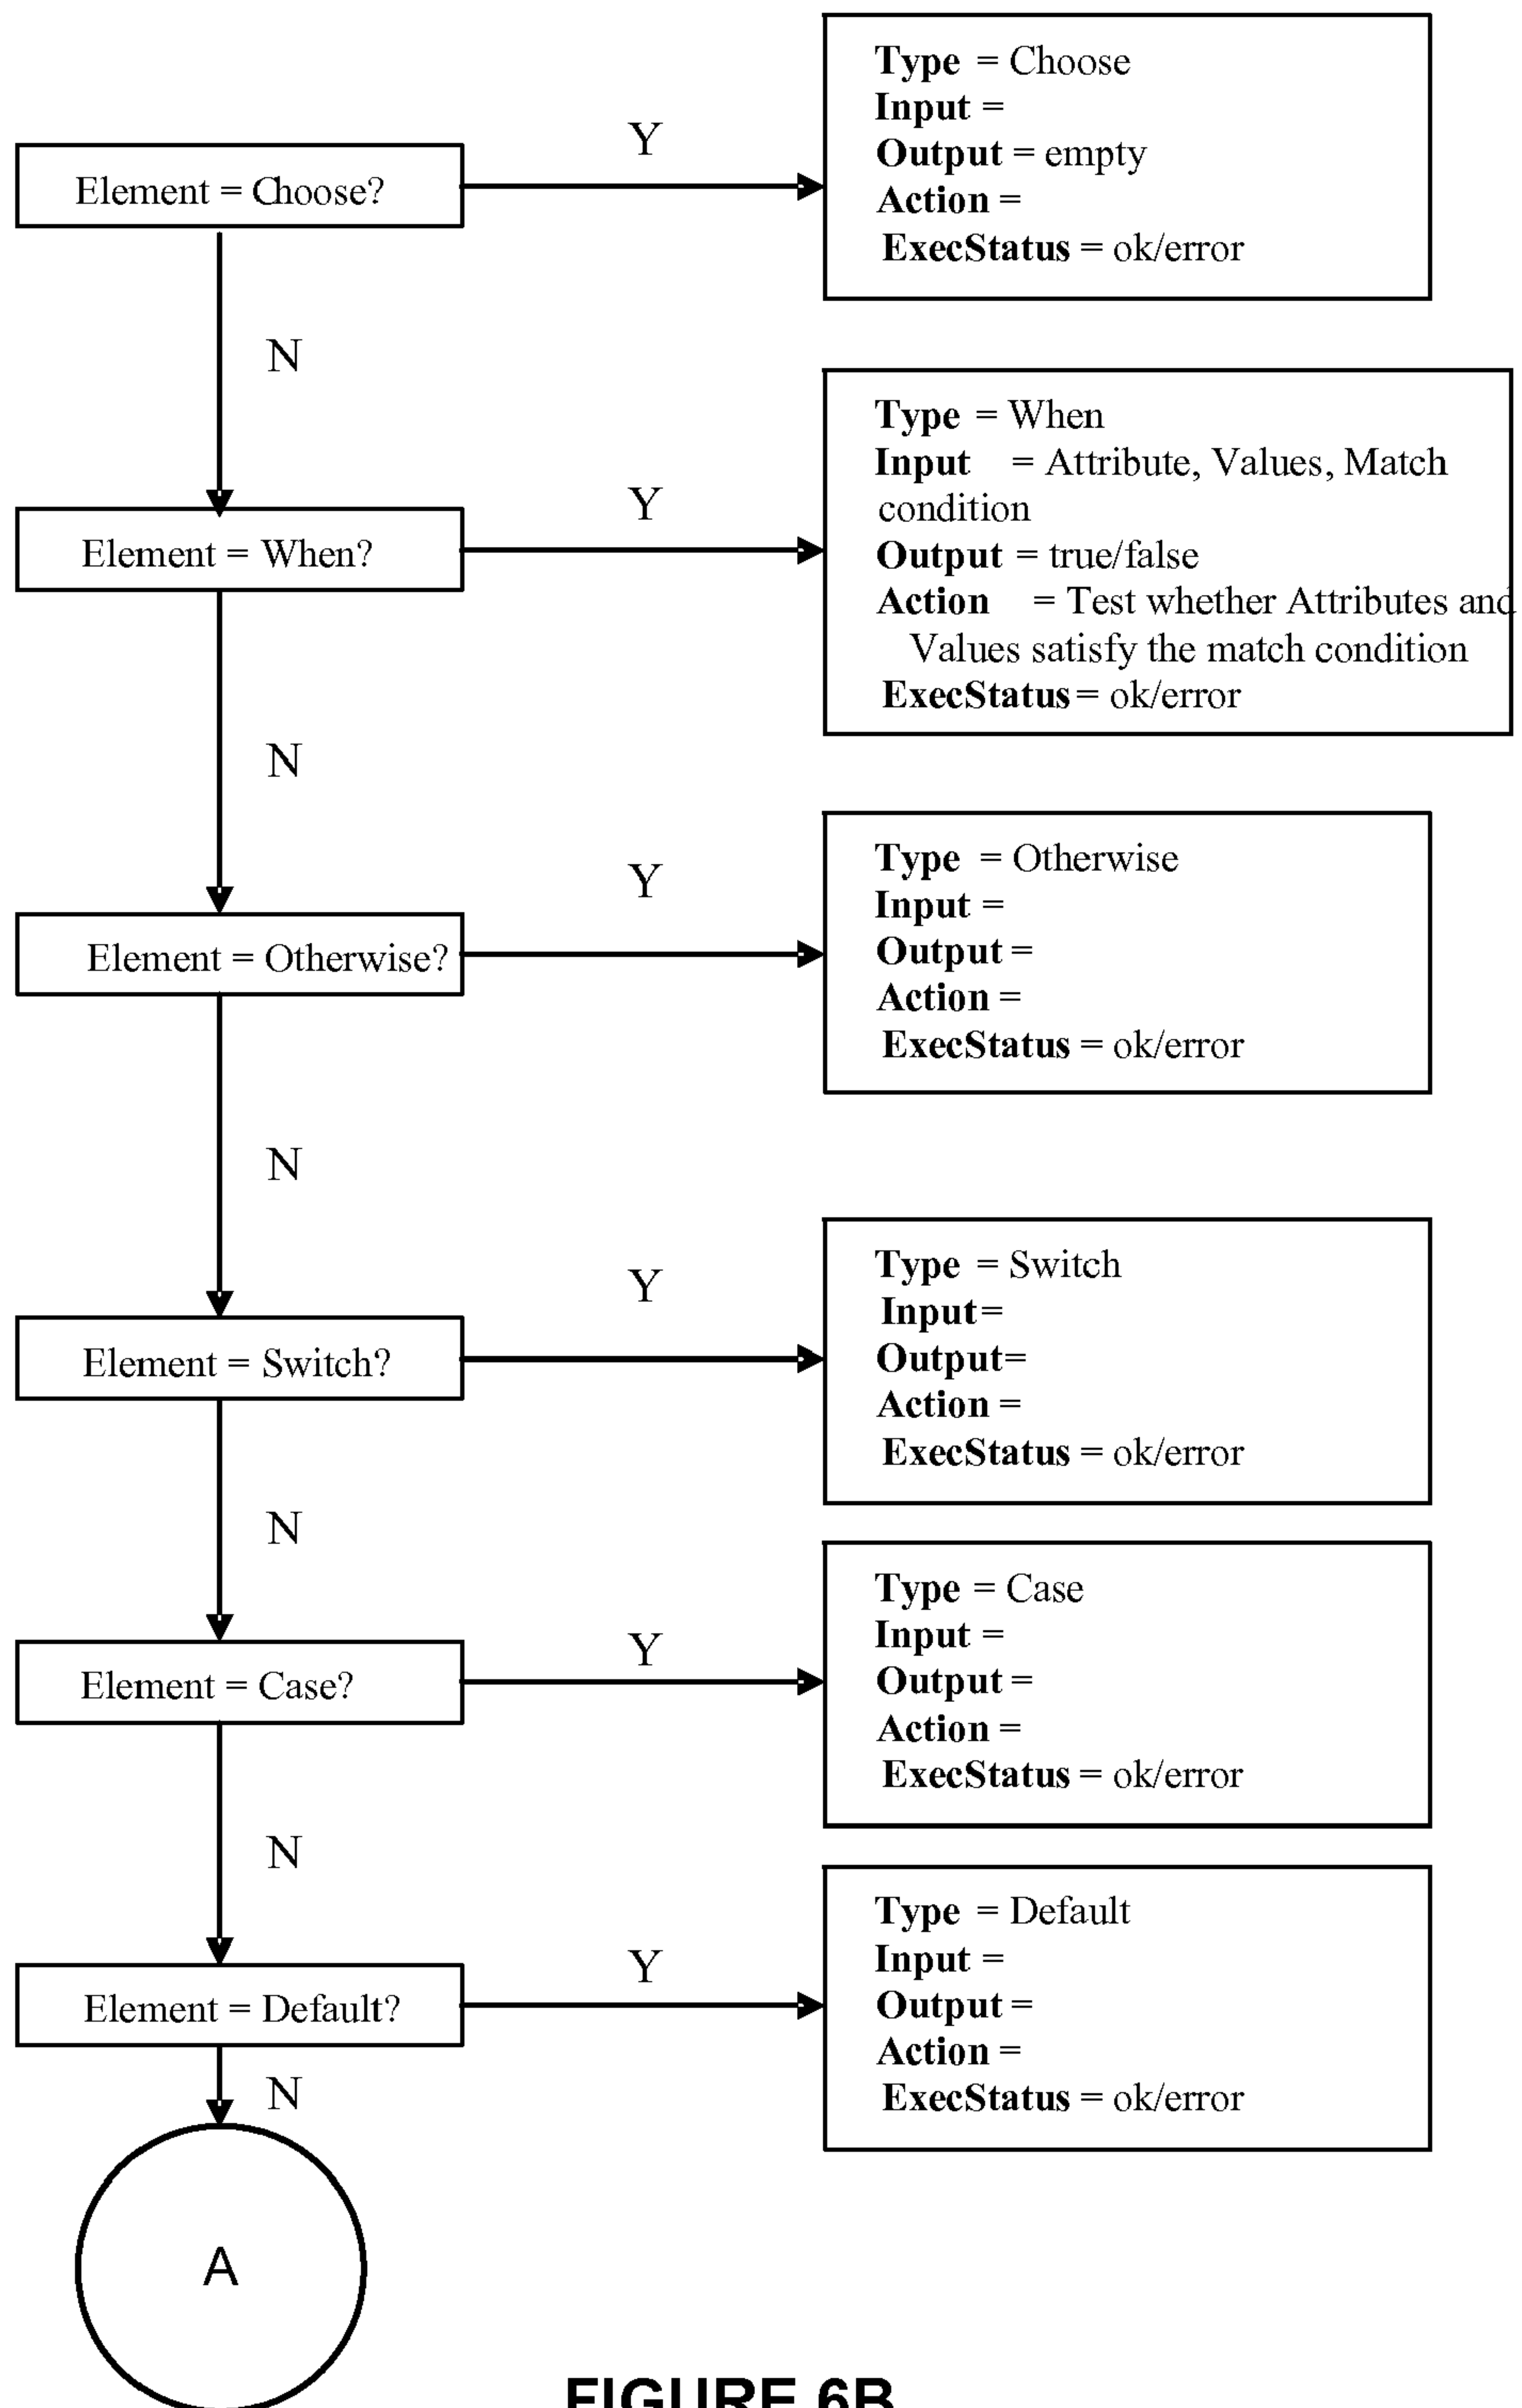 Element = Choose?
Y
Type = Choose
Input =
Output = empty
Action =
ExecStatus = ok/error
N
Element = When?
Y
Type = When
Input = Attribute, Values, Match
condition
Output = true/false
Action = Test whether Attributes and
Values satisfy the match condition
ExecStatus = ok/error
N
Element = Otherwise?
Y
Type = Otherwise
Input =
Output =
Action =
ExecStatus = ok/error
N
Element = Switch?
Y
Type = Switch
Input=
Output=
Action =
ExecStatus = ok/error
N
Element = Case?
Y
Type = Case
Input =
Output =
Action =
ExecStatus = ok/error
N
Element = Default?
Y
Type = Default
Input =
Output =
Action =
ExecStatus = ok/error
N
A
FIGURE 6B